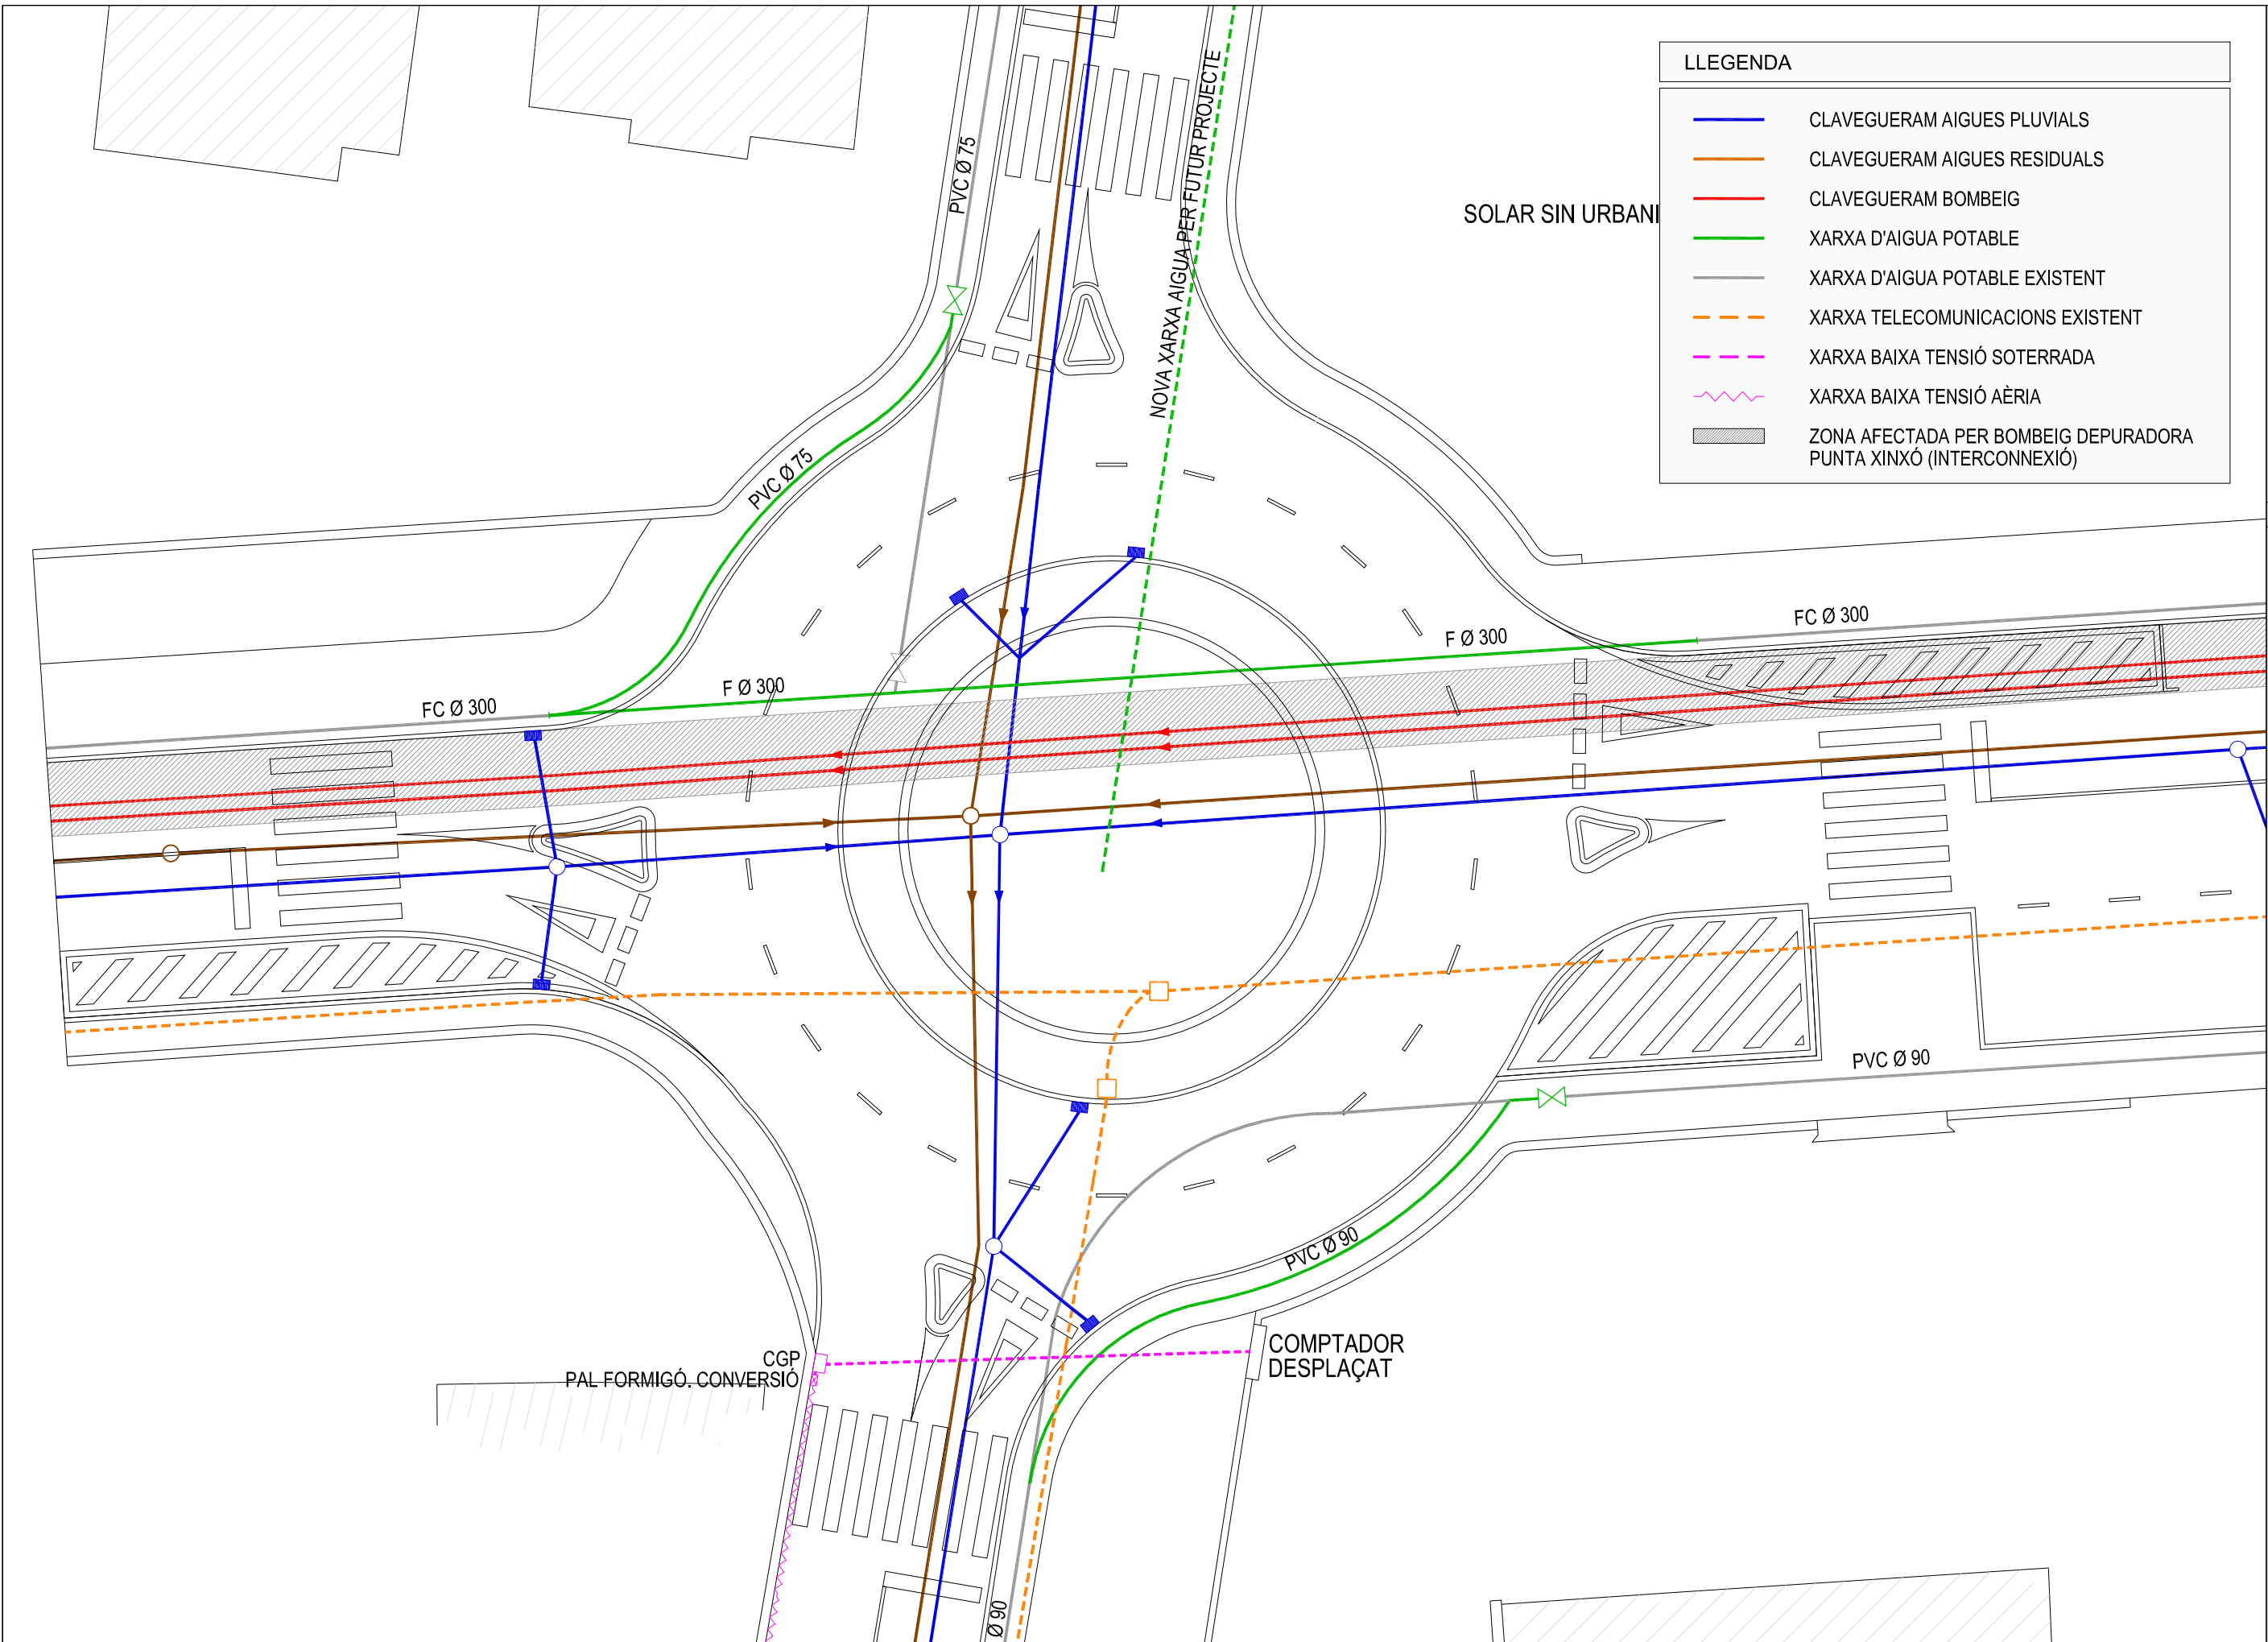 LLEGENDA
CLAVEGUERAM AIGUES PLUVIALS
CLAVEGUERAM AIGUES RESIDUALS
CLAVEGUERAM BOMBEIG
XARXA D'AIGUA POTABLE
XARXA D'AIGUA POTABLE EXISTENT
XARXA TELECOMUNICACIONS EXISTENT
XARXA BAIXA TENSIÓ SOTERRADA
XARXA BAIXA TENSIÓ AÈRIA
ZONA AFECTADA PER BOMBEIG DEPURADORA
PUNTA XINXÓ (INTERCONNEXIÓ)
PVC Ø 75
NOVA XARXA AIGUA PER FUTUR PROJECTE
SOLAR SIN URBANI
PVC Ø 75
FC Ø 300
F Ø 300
FC Ø 300
F Ø 300
PVC Ø 90
PVC Ø 90
COMPTADOR
DESPLAÇAT
CGP
PAL FORMIGÓ. CONVERSIÓ
Ø 90